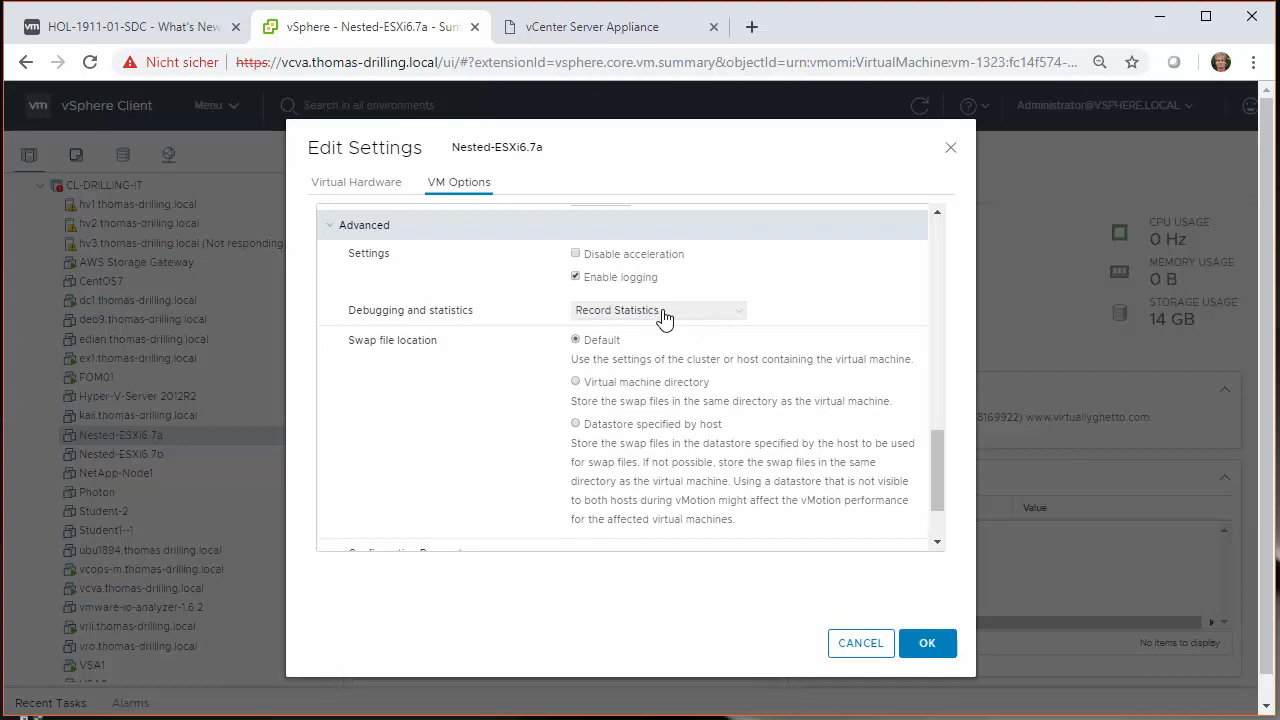 HOL-1911-01-SDC - What's New
vSphere - Nested-ESXi6.7a - Sum
vCenter Server Appliance
Nicht sicher
https://vcva.thomas-drilling.local/ui/#?extensionId=vsphere.core.vm.summary&objectId=urn:vmomi:VirtualMachine:vm-1323:fc14f574-...
vm
vSphere Client
Menu
Search in all environments
Administrator@VSPHERE.LOCAL
Edit Settings
Nested-ESXi6.7a
Virtual Hardware
VM Options
CL-DRILLING-IT
hv1.thomas-drilling.local
hv2.thomas-drilling.local
hv3.thomas-drilling.local (Not responding)
AWS Storage Gateway
CentOS7
dc1.thomas-drilling.local
deb9.thomas-drilling.local
edian.thomas-drilling.local
ex1.thomas-drilling.local
FOM01
Hyper-V-Server 2012R2
kali.thomas-drilling.local
Nested-ESXi6.7a
Nested-ESXi6.7b
NetApp-Node1
Photon
Student-2
Student1--1
ubu1894.thomas-drilling.local
vcops-m.thomas-drilling.local
vcva.thomas-drilling.local
vmware-io-analyzer-1.6.2
vrli.thomas-drilling.local
vro.thomas-drilling.local
VSA1
Advanced
Settings
Disable acceleration
Enable logging
Debugging and statistics
Record Statistics
Swap file location
Default
Use the settings of the cluster or host containing the virtual machine.
Virtual machine directory
Store the swap files in the same directory as the virtual machine.
Datastore specified by host
Store the swap files in the datastore specified by the host to be used
for swap files. If not possible, store the swap files in the same
directory as the virtual machine. Using a datastore that is not visible
to both hosts during vMotion might affect the vMotion performance
for the affected virtual machines.
CANCEL
OK
CPU USAGE
0 Hz
MEMORY USAGE
0 B
STORAGE USAGE
14 GB
8169922) www.virtuallyghetto.com
Value
No items to display
Recent Tasks
Alarms